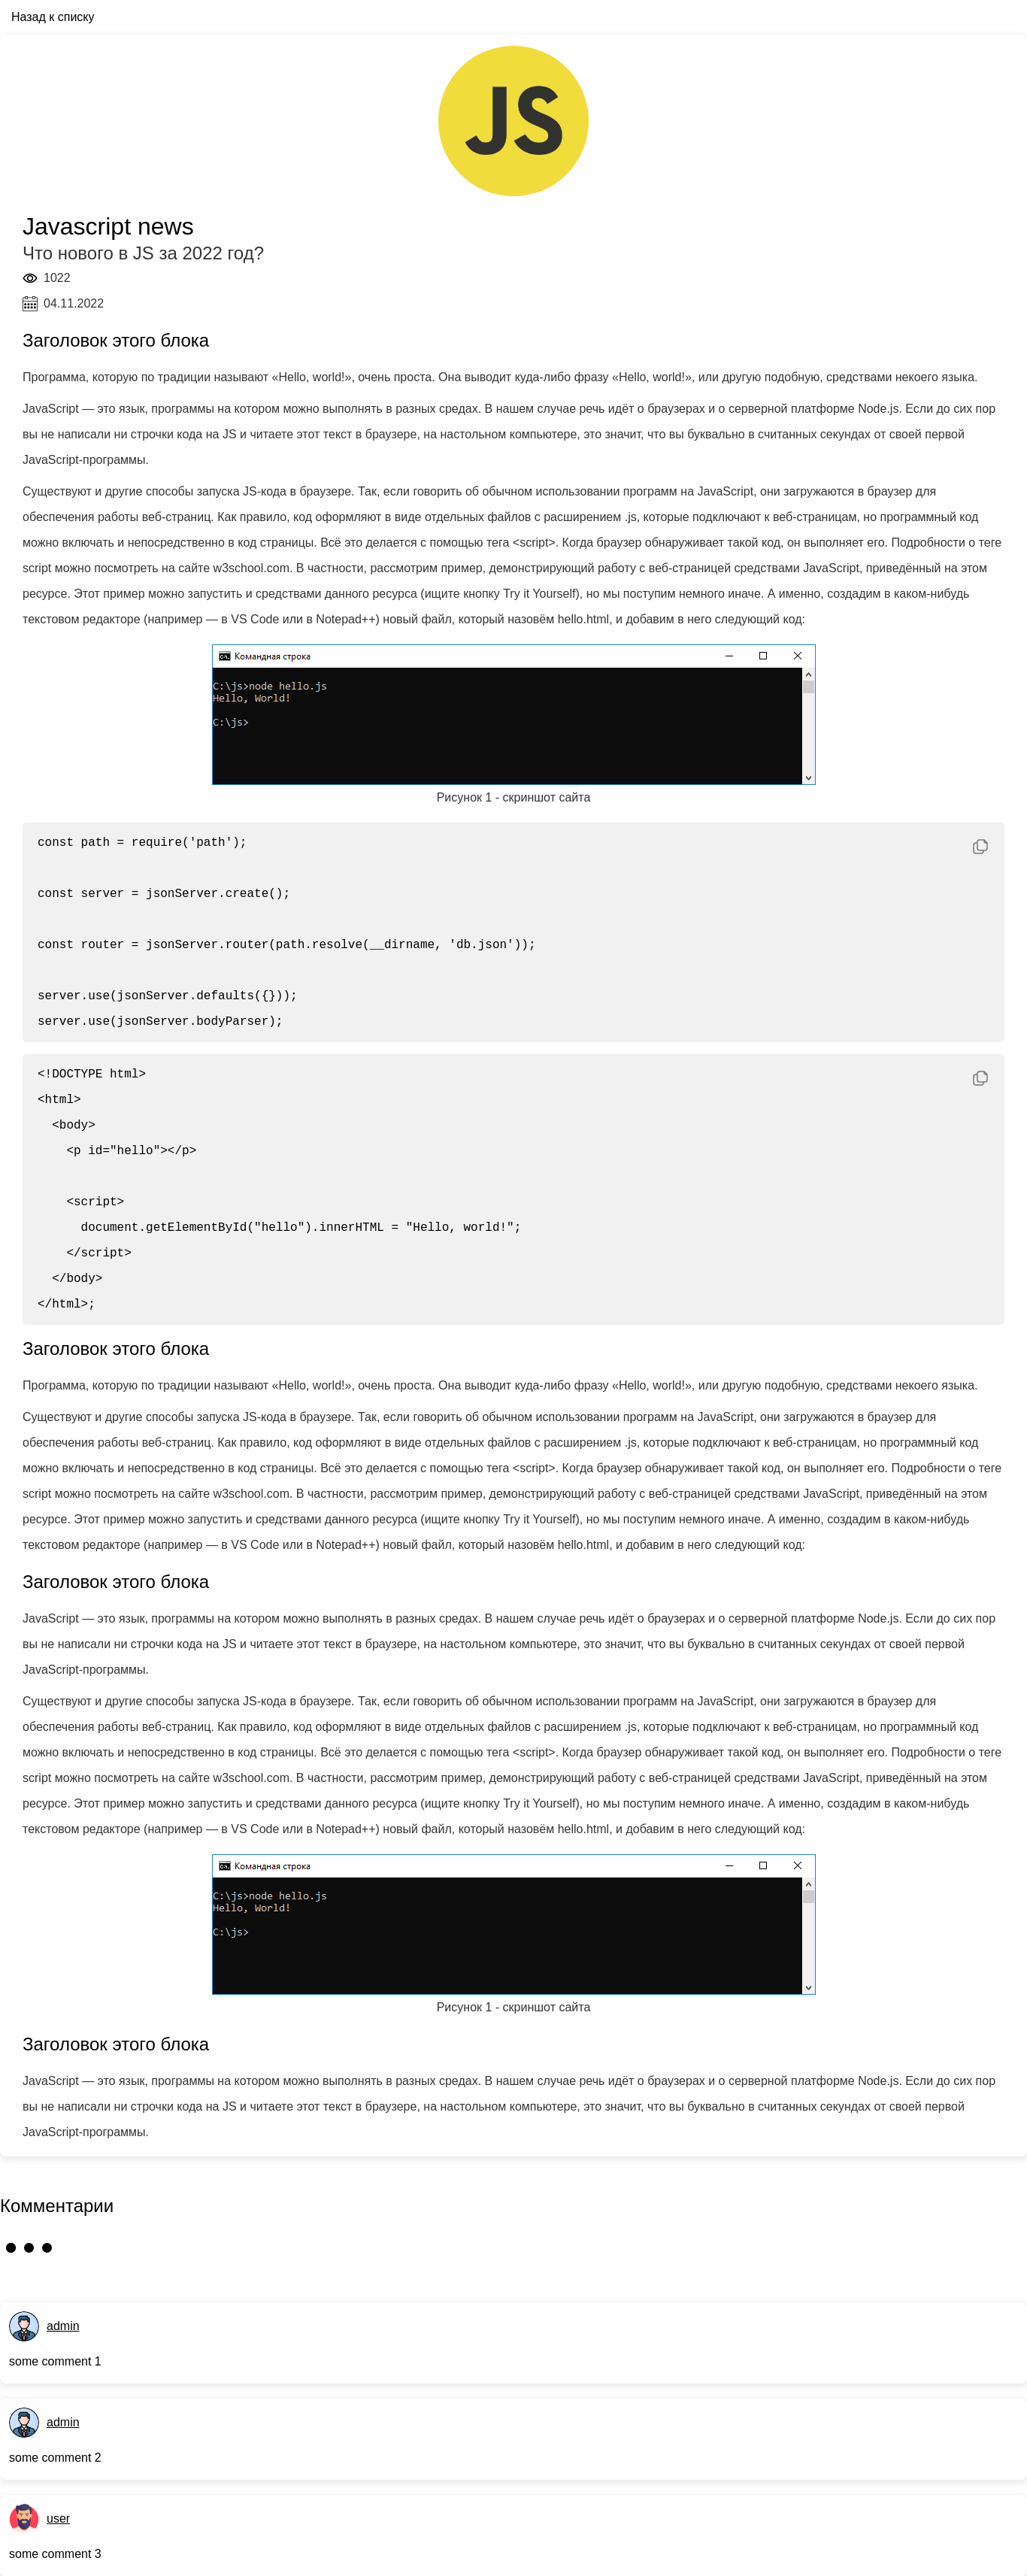 Назад к списку
JS
Javascript news
Что нового в JS за 2022 год?
1022
04.11.2022
Заголовок этого блока
Программа, которую по традиции называют «Hello, world!», очень проста. Она выводит куда-либо фразу «Hello, world!», или другую подобную, средствами некоего языка.
JavaScript — это язык, программы на котором можно выполнять в разных средах. В нашем случае речь идёт о браузерах и о серверной платформе Node.js. Если до сих пор
вы не написали ни строчки кода на JS и читаете этот текст в браузере, на настольном компьютере, это значит, что вы буквально в считанных секундах от своей первой
JavaScript-программы.
Существуют и другие способы запуска JS-кода в браузере. Так, если говорить об обычном использовании программ на JavaScript, они загружаются в браузер для
обеспечения работы веб-страниц. Как правило, код оформляют в виде отдельных файлов с расширением .js, которые подключают к веб-страницам, но программный код
можно включать и непосредственно в код страницы. Всё это делается с помощью тега <script>. Когда браузер обнаруживает такой код, он выполняет его. Подробности о теге
script можно посмотреть на сайте w3school.com. В частности, рассмотрим пример, демонстрирующий работу с веб-страницей средствами JavaScript, приведённый на этом
ресурсе. Этот пример можно запустить и средствами данного ресурса (ищите кнопку Try it Yourself), но мы поступим немного иначе. А именно, создадим в каком-нибудь
текстовом редакторе (например — в VS Code или в Notepad++) новый файл, который назовём hello.html, и добавим в него следующий код:
Командная строка
C:\js>node hello.js
Hello, World!
C:\js>
Рисунок 1 - скриншот сайта
const path = require('path');
const server = jsonServer.create();
const router = jsonServer.router(path.resolve(__dirname, 'db.json'));
server.use(jsonServer.defaults({}));
server.use(jsonServer.bodyParser);
<!DOCTYPE html>
<html>
<body>
<p id="hello"></p>
<script>
document.getElementById("hello").innerHTML = "Hello, world!";
</script>
</body>
</html>;
Заголовок этого блока
Программа, которую по традиции называют «Hello, world!», очень проста. Она выводит куда-либо фразу «Hello, world!», или другую подобную, средствами некоего языка.
Существуют и другие способы запуска JS-кода в браузере. Так, если говорить об обычном использовании программ на JavaScript, они загружаются в браузер для
обеспечения работы веб-страниц. Как правило, код оформляют в виде отдельных файлов с расширением .js, которые подключают к веб-страницам, но программный код
можно включать и непосредственно в код страницы. Всё это делается с помощью тега <script>. Когда браузер обнаруживает такой код, он выполняет его. Подробности о теге
script можно посмотреть на сайте w3school.com. В частности, рассмотрим пример, демонстрирующий работу с веб-страницей средствами JavaScript, приведённый на этом
ресурсе. Этот пример можно запустить и средствами данного ресурса (ищите кнопку Try it Yourself), но мы поступим немного иначе. А именно, создадим в каком-нибудь
текстовом редакторе (например — в VS Code или в Notepad++) новый файл, который назовём hello.html, и добавим в него следующий код:
Заголовок этого блока
JavaScript — это язык, программы на котором можно выполнять в разных средах. В нашем случае речь идёт о браузерах и о серверной платформе Node.js. Если до сих пор
вы не написали ни строчки кода на JS и читаете этот текст в браузере, на настольном компьютере, это значит, что вы буквально в считанных секундах от своей первой
JavaScript-программы.
Существуют и другие способы запуска JS-кода в браузере. Так, если говорить об обычном использовании программ на JavaScript, они загружаются в браузер для
обеспечения работы веб-страниц. Как правило, код оформляют в виде отдельных файлов с расширением .js, которые подключают к веб-страницам, но программный код
можно включать и непосредственно в код страницы. Всё это делается с помощью тега <script>. Когда браузер обнаруживает такой код, он выполняет его. Подробности о теге
script можно посмотреть на сайте w3school.com. В частности, рассмотрим пример, демонстрирующий работу с веб-страницей средствами JavaScript, приведённый на этом
ресурсе. Этот пример можно запустить и средствами данного ресурса (ищите кнопку Try it Yourself), но мы поступим немного иначе. А именно, создадим в каком-нибудь
текстовом редакторе (например — в VS Code или в Notepad++) новый файл, который назовём hello.html, и добавим в него следующий код:
Командная строка
C:\js>node hello.js
Hello, World!
C:\js>
Рисунок 1 - скриншот сайта
Заголовок этого блока
JavaScript — это язык, программы на котором можно выполнять в разных средах. В нашем случае речь идёт о браузерах и о серверной платформе Node.js. Если до сих пор
вы не написали ни строчки кода на JS и читаете этот текст в браузере, на настольном компьютере, это значит, что вы буквально в считанных секундах от своей первой
JavaScript-программы.
Комментарии
admin
some comment 1
admin
some comment 2
user
some comment 3